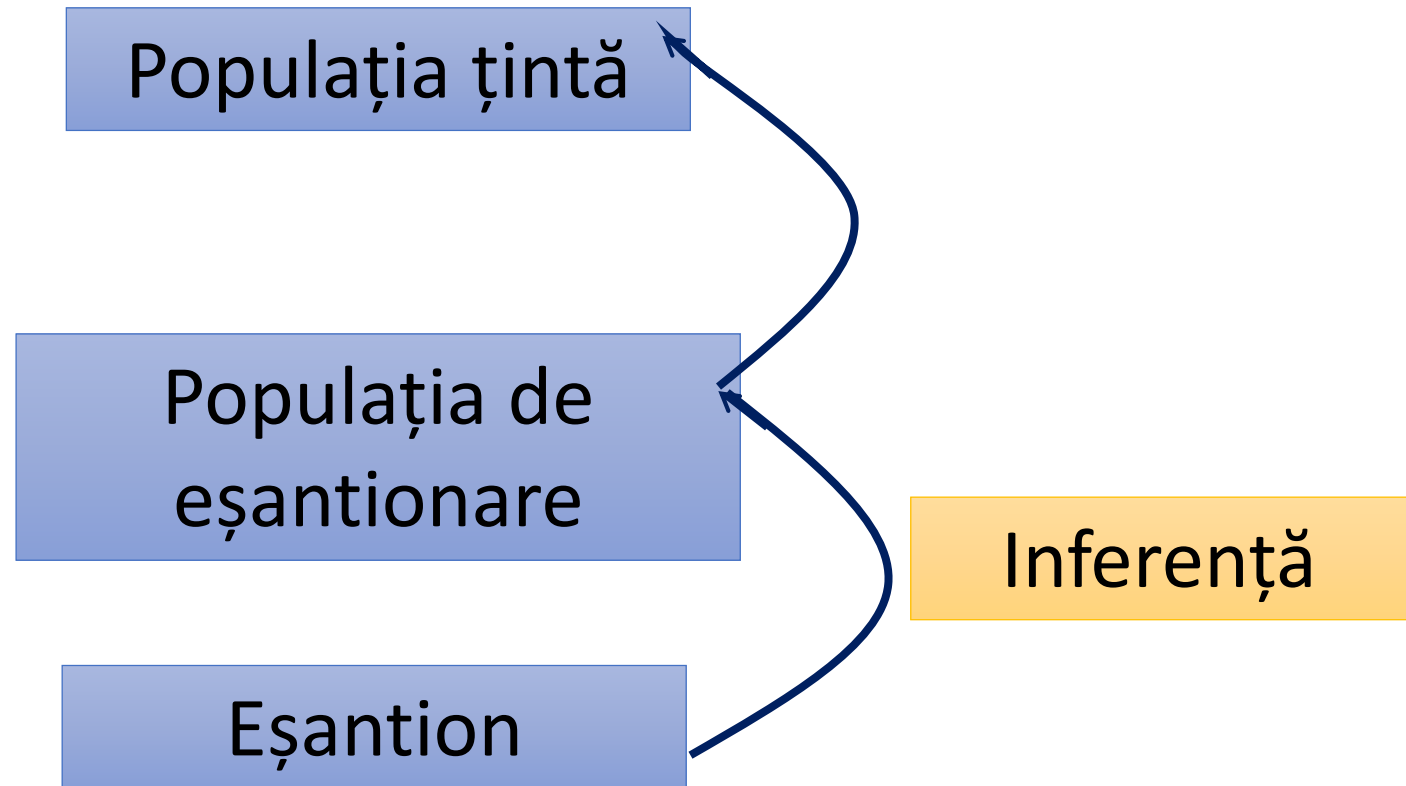 Populația țintă
Populația de
eșantionare
Inferență
Eșantion